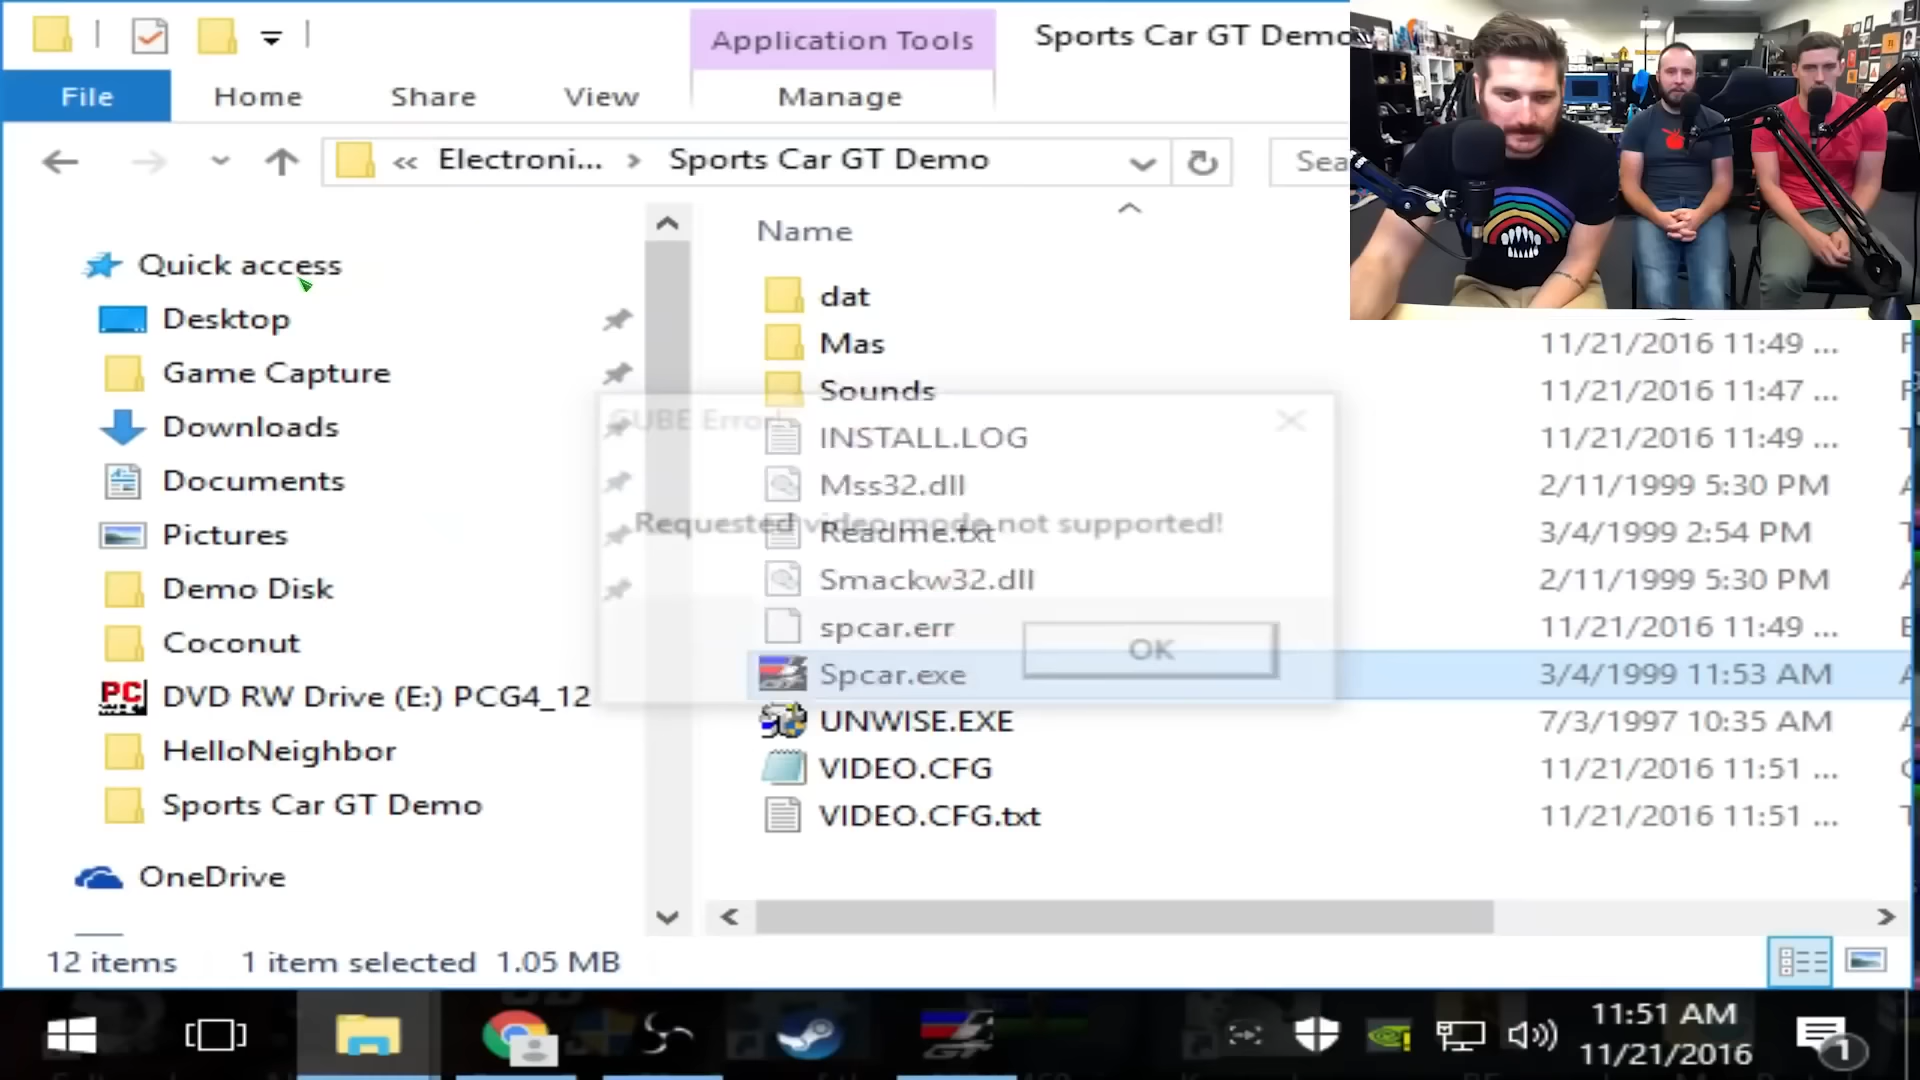 Application Tools
Sports Car GT Demo
File
Home
Share
View
Manage
« Electroni... > Sports Car GT Demo
Sea
Name
Quick access
Desktop
Game Capture
Downloads
Documents
Pictures
Demo Disk
Coconut
PC DVD RW Drive (E:) PCG4_12
HelloNeighbor
Sports Car GT Demo
OneDrive
dat
Mas 11/21/2016 11:49 ...
Sounds 11/21/2016 11:47 ...
INSTALL.LOG 11/21/2016 11:49 ...
Mss32.dll 2/11/1999 5:30 PM
Readme.txt 3/4/1999 2:54 PM
Smackw32.dll 2/11/1999 5:30 PM
spcar.err 11/21/2016 11:49 ...
Spcar.exe 3/4/1999 11:53 AM
UNWISE.EXE 7/3/1997 10:35 AM
VIDEO.CFG 11/21/2016 11:51 ...
VIDEO.CFG.txt 11/21/2016 11:51 ...
GUBE Error!
Requested video mode not supported!
OK
12 items 1 item selected 1.05 MB
GT
11:51 AM
11/21/2016
1